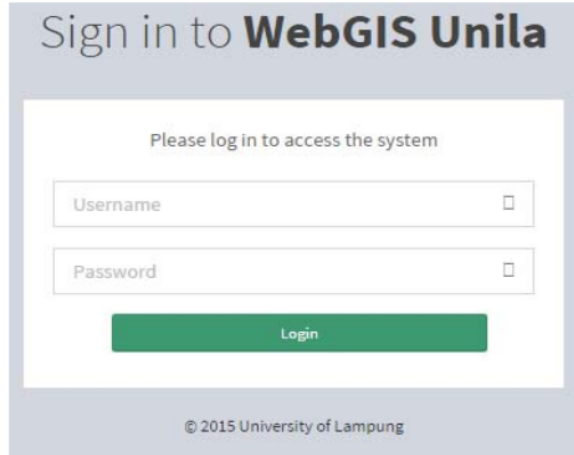 Sign in to WebGIS Unila
Please log in to access the system
Username
Password
Login
© 2015 University of Lampung